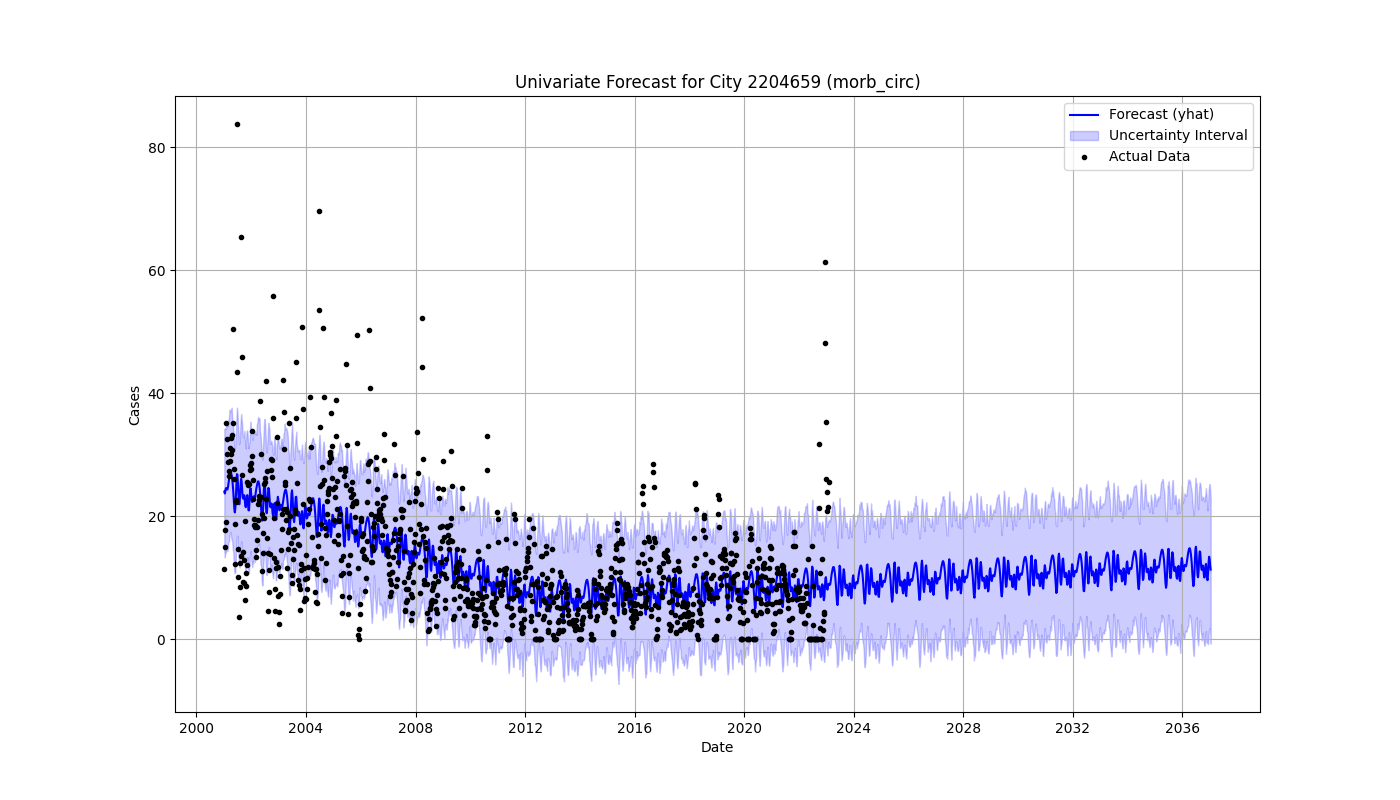 Univariate Forecast for City 2204659 (morb_circ)
Forecast (yhat)
Uncertainty Interval
Actual Data
Cases
80
60
40
20
0
2000 2004 2008 2012 2016 2020 2024 2028 2032 2036
Date